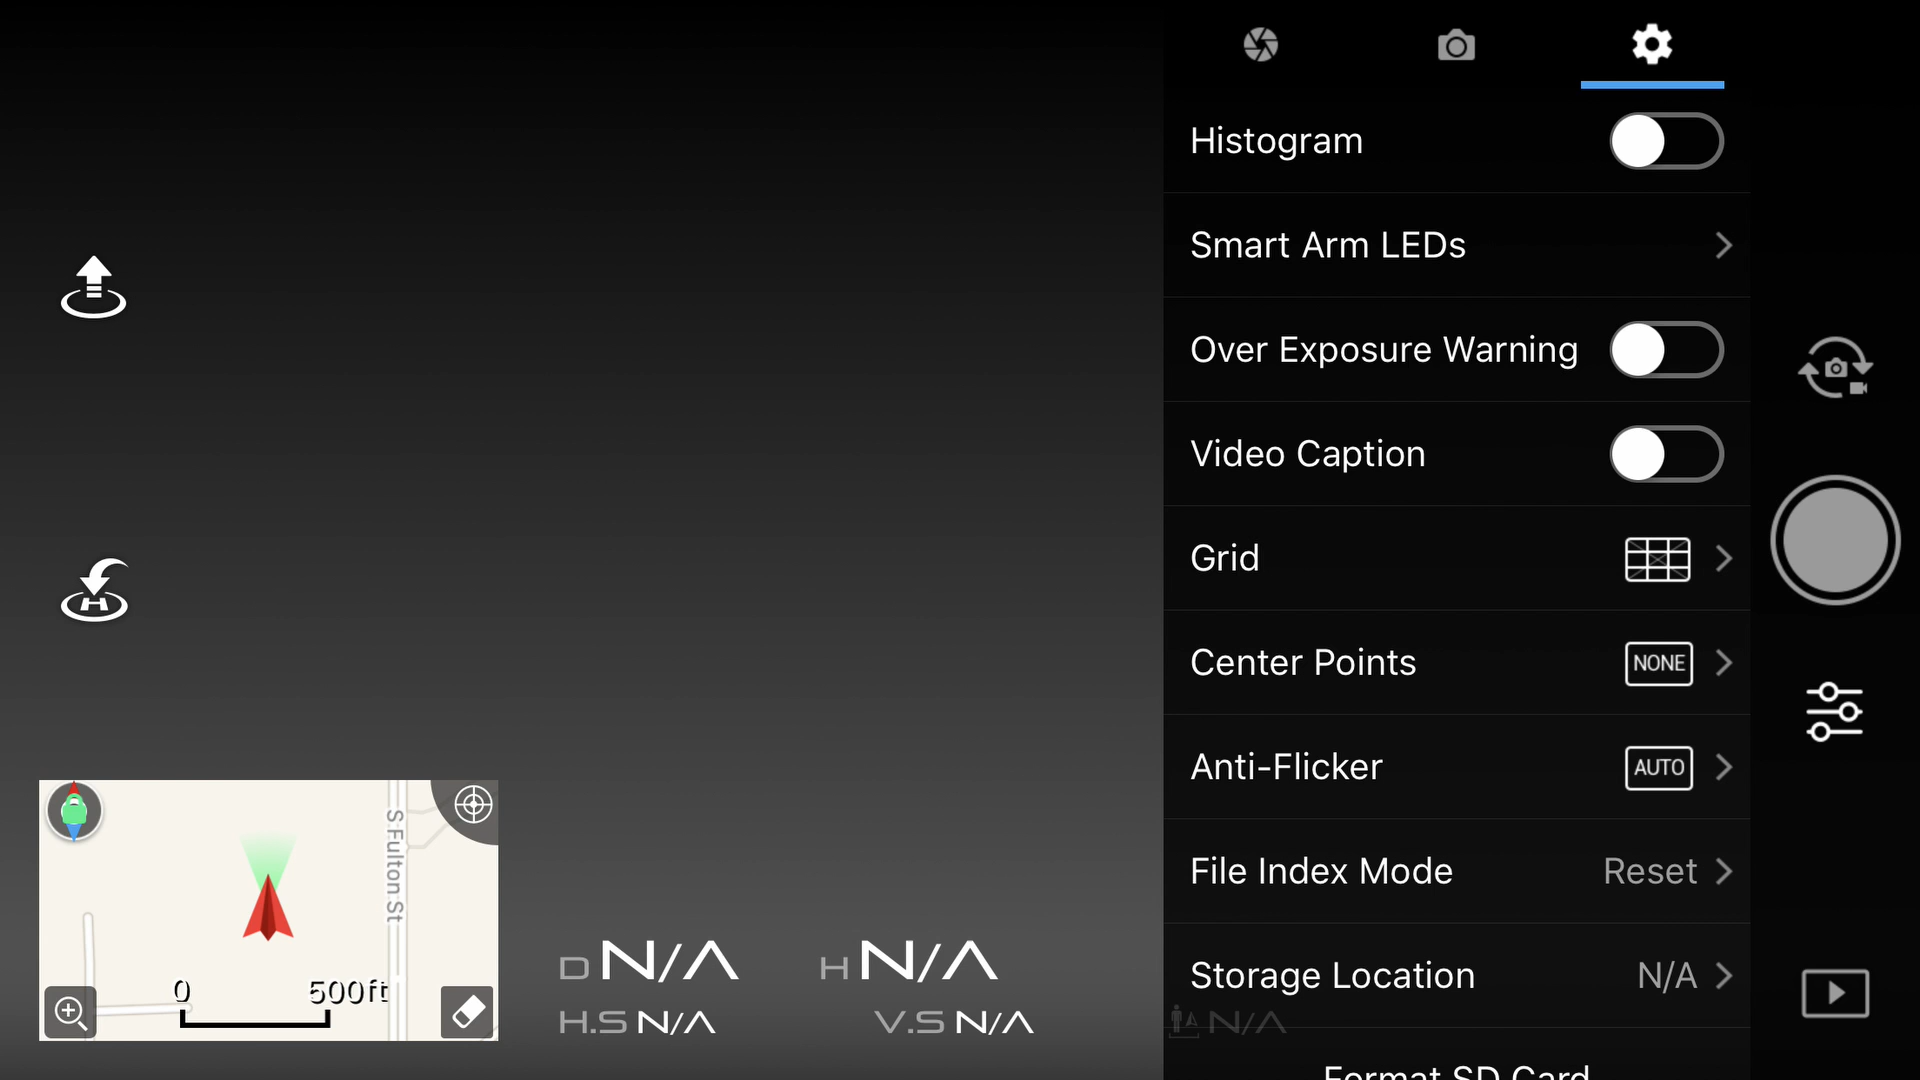 Histogram
Smart Arm LEDs
Over Exposure Warning
Video Caption
Grid
Center Points NONE
Anti-Flicker AUTO
File Index Mode Reset
Storage Location N/A
Format SD Card
S Fulton St
0 500ft
D N/A H N/A
H.S N/A V.S N/A N/A